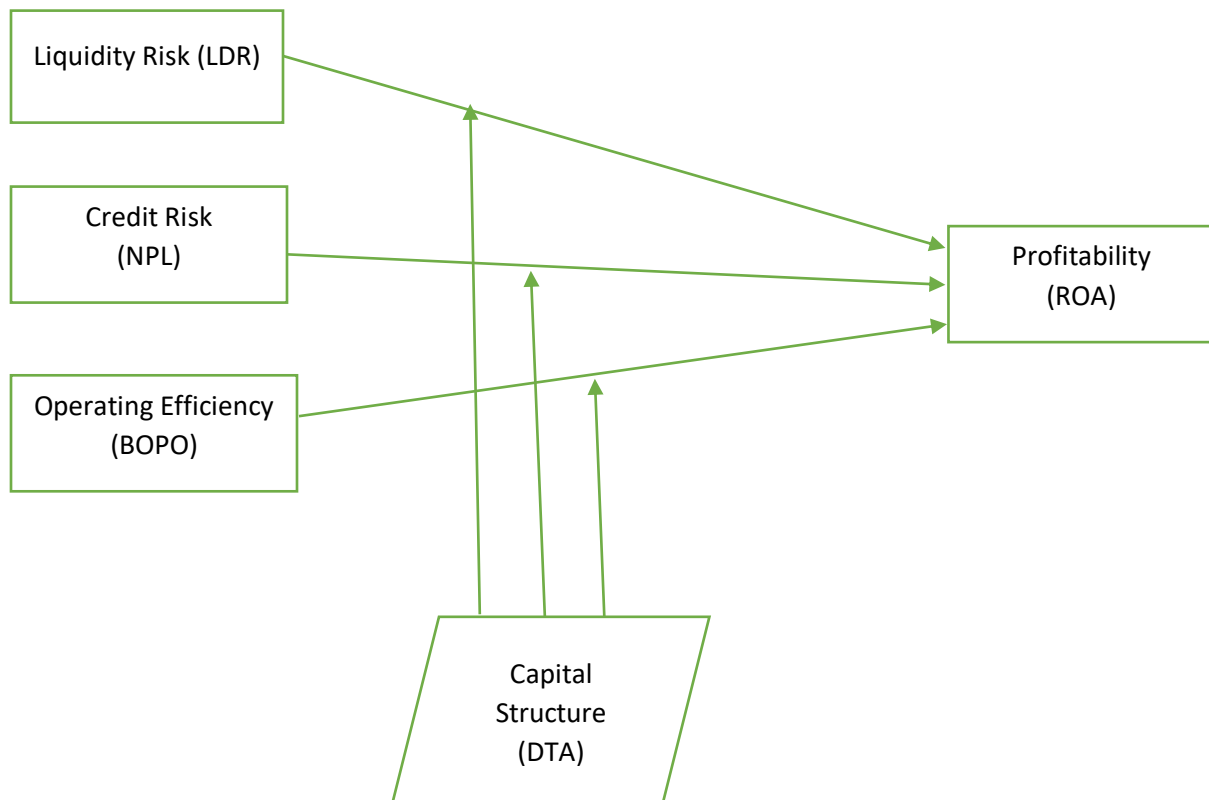 Liquidity Risk (LDR)
Credit Risk
(NPL)
Operating Efficiency
(BOPO)
Profitability
(ROA)
Capital
Structure
(DTA)